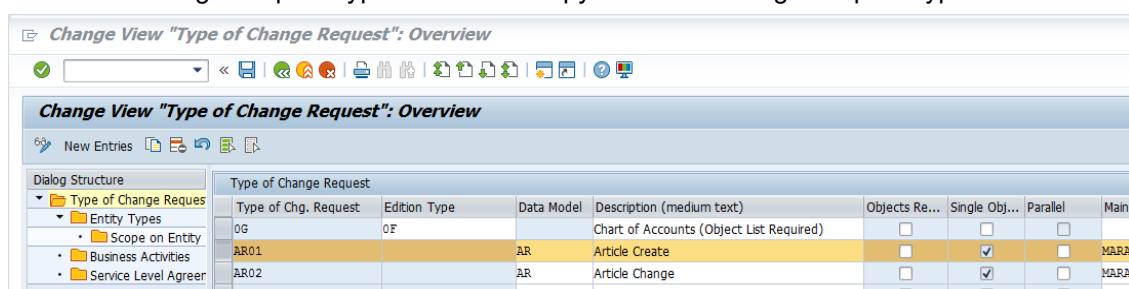 Change View "Type of Change Request": Overview
«
Change View "Type of Change Request": Overview
New Entries
Dialog Structure
Type of Change Reques
Entity Types
Scope on Entity
Business Activities
Service Level Agreer
Type of Change Request
Type of Chg. Request Edition Type Data Model Description (medium text) Objects Re... Single Obj... Parallel Main
0G 0F Chart of Accounts (Object List Required)
AR01 AR Article Create MARA
AR02 AR Article Change MARA